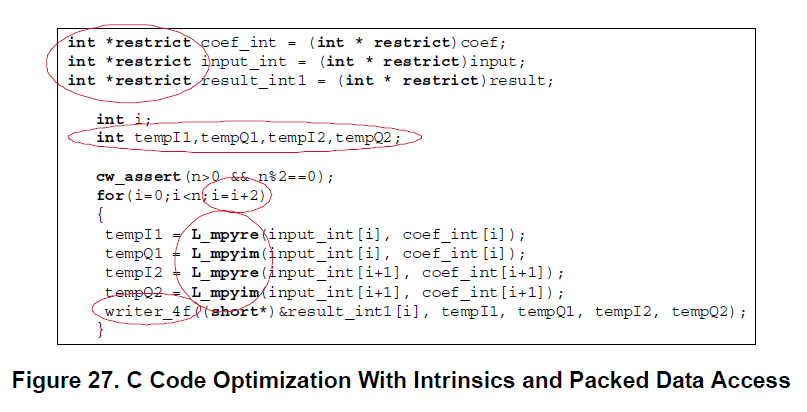 int *restrict coef_int = (int * restrict)coef;
int *restrict input_int = (int * restrict)input;
int *restrict result_int1 = (int * restrict)result;
int i;
int tempI1,tempQ1,tempI2,tempQ2;
cw_assert(n>0 && n%2==0);
for(i=0;i<n;i=i+2)
{
tempI1 = L_mpyre(input_int[i], coef_int[i]);
tempQ1 = L_mpyim(input_int[i], coef_int[i]);
tempI2 = L_mpyre(input_int[i+1], coef_int[i+1]);
tempQ2 = L_mpyim(input_int[i+1], coef_int[i+1]);
writer_4f((short*)&result_int1[i], tempI1, tempQ1, tempI2, tempQ2);
}
Figure 27. C Code Optimization With Intrinsics and Packed Data Access